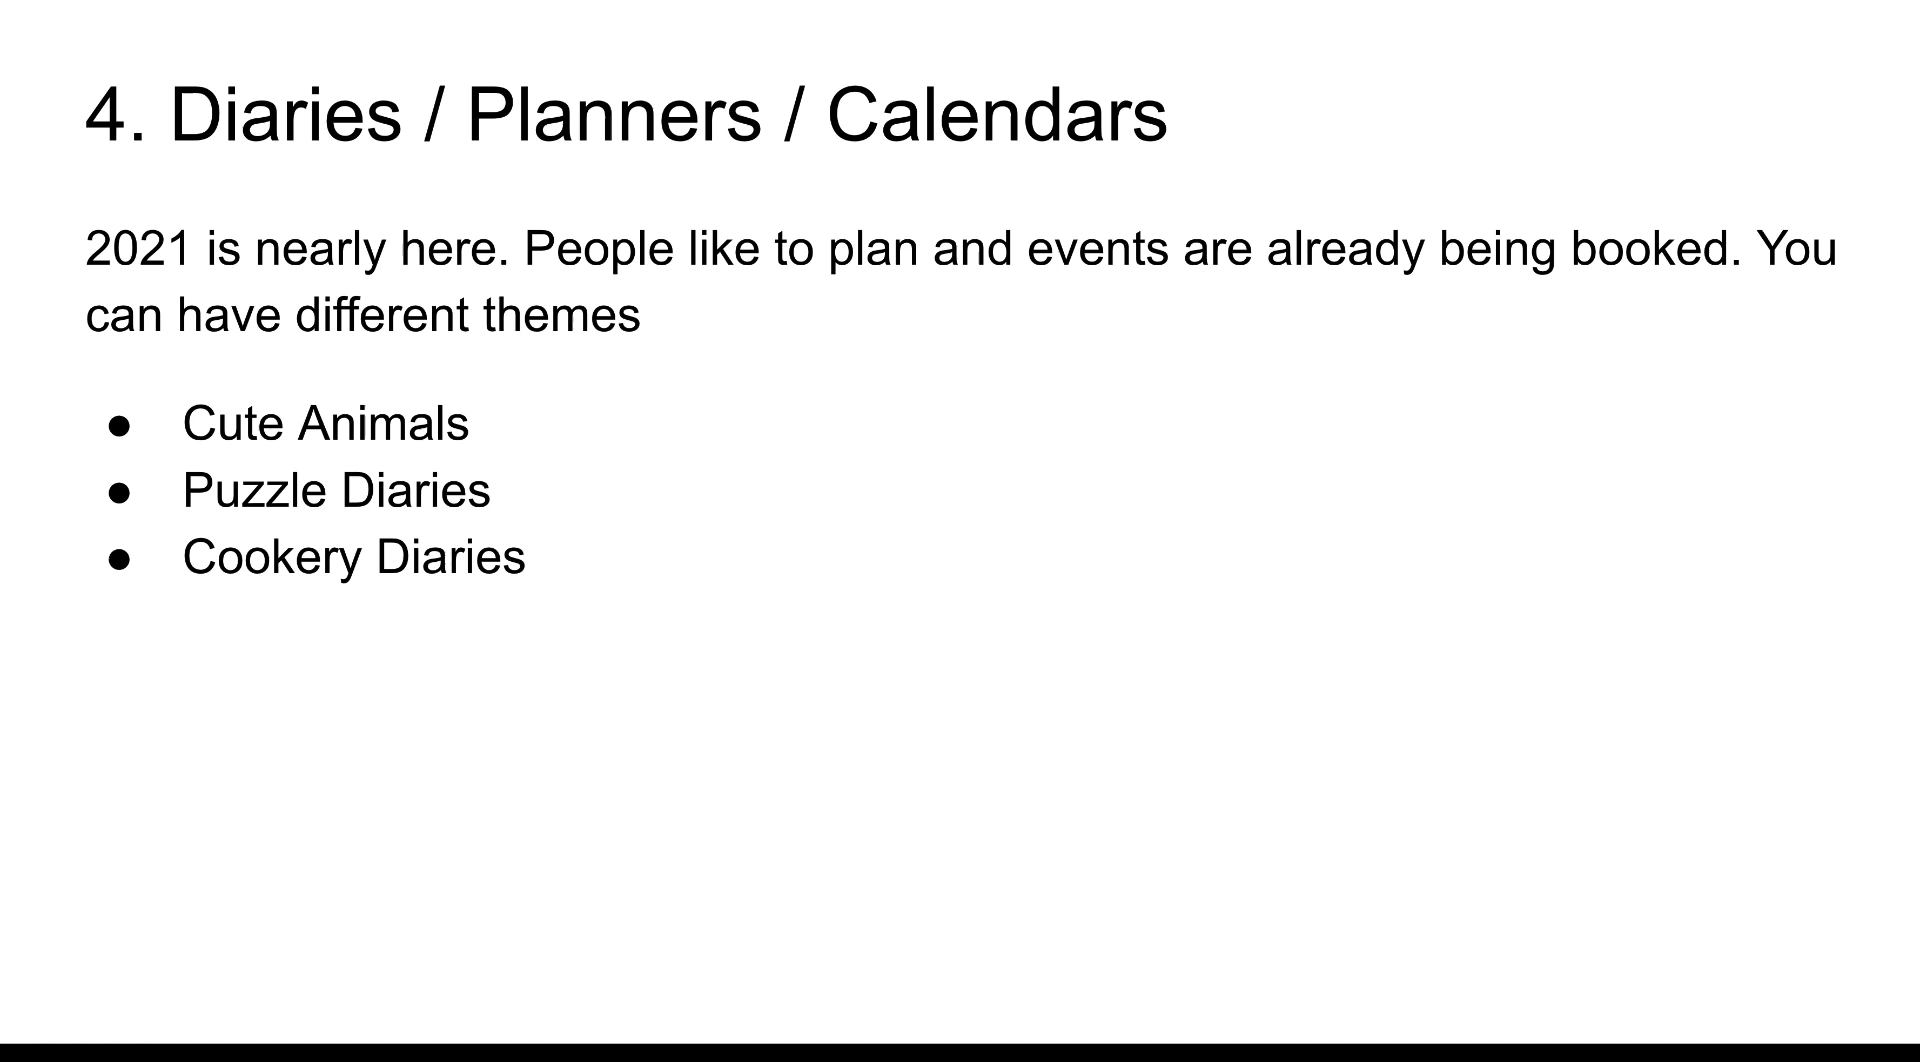 4. Diaries / Planners / Calendars
2021 is nearly here. People like to plan and events are already being booked. You
can have different themes
● Cute Animals
● Puzzle Diaries
● Cookery Diaries